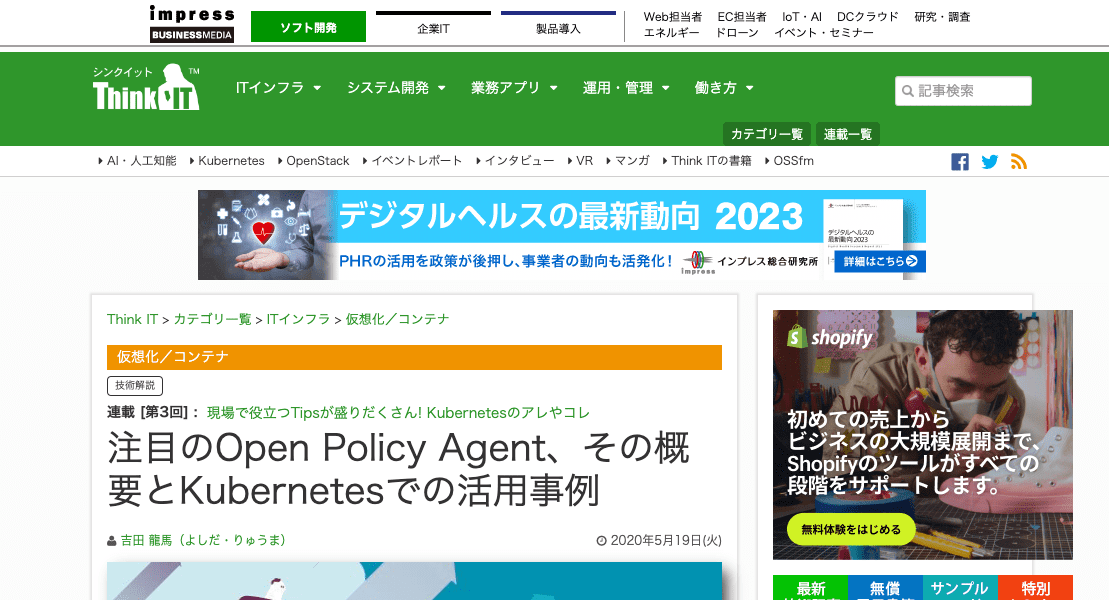 impress
BUSINESSMEDIA
ソフト開発
企業IT
製品導入
Web担当者 EC担当者 IoT・AI DCクラウド 研究・調査
エネルギー ドローン イベント・セミナー
シンクイット TM
Think IT
ITインフラ システム開発 業務アプリ 運用・管理 働き方
記事検索
カテゴリ一覧 連載一覧
AI・人工知能 Kubernetes OpenStack イベントレポート インタビュー VR マンガ Think ITの書籍 OSSfm
デジタルヘルスの最新動向 2023
PHRの活用を政策が後押し、事業者の動向も活発化!
impress
インプレス総合研究所
デジタルヘルスの
最新動向2023
詳細はこちら
Think IT > カテゴリ一覧 > ITインフラ > 仮想化／コンテナ
仮想化／コンテナ
技術解説
連載 [第3回] : 現場で役立つTipsが盛りだくさん! Kubernetesのアレやコレ
注目のOpen Policy Agent、その概
要とKubernetesでの活用事例
吉田 龍馬（よしだ・りゅうま）
2020年5月19日(火)
shopify
初めての売上から
ビジネスの大規模展開まで、
Shopifyのツールがすべての
段階をサポートします。
無料体験をはじめる
最新 無償 サンプル 特別